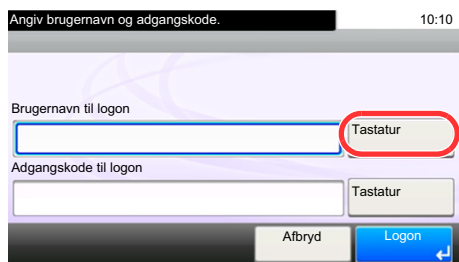 Angiv brugernavn og adgangskode. 10:10
Brugernavn til logon
Tastatur
Adgangskode til logon
Tastatur
Afbryd Logon